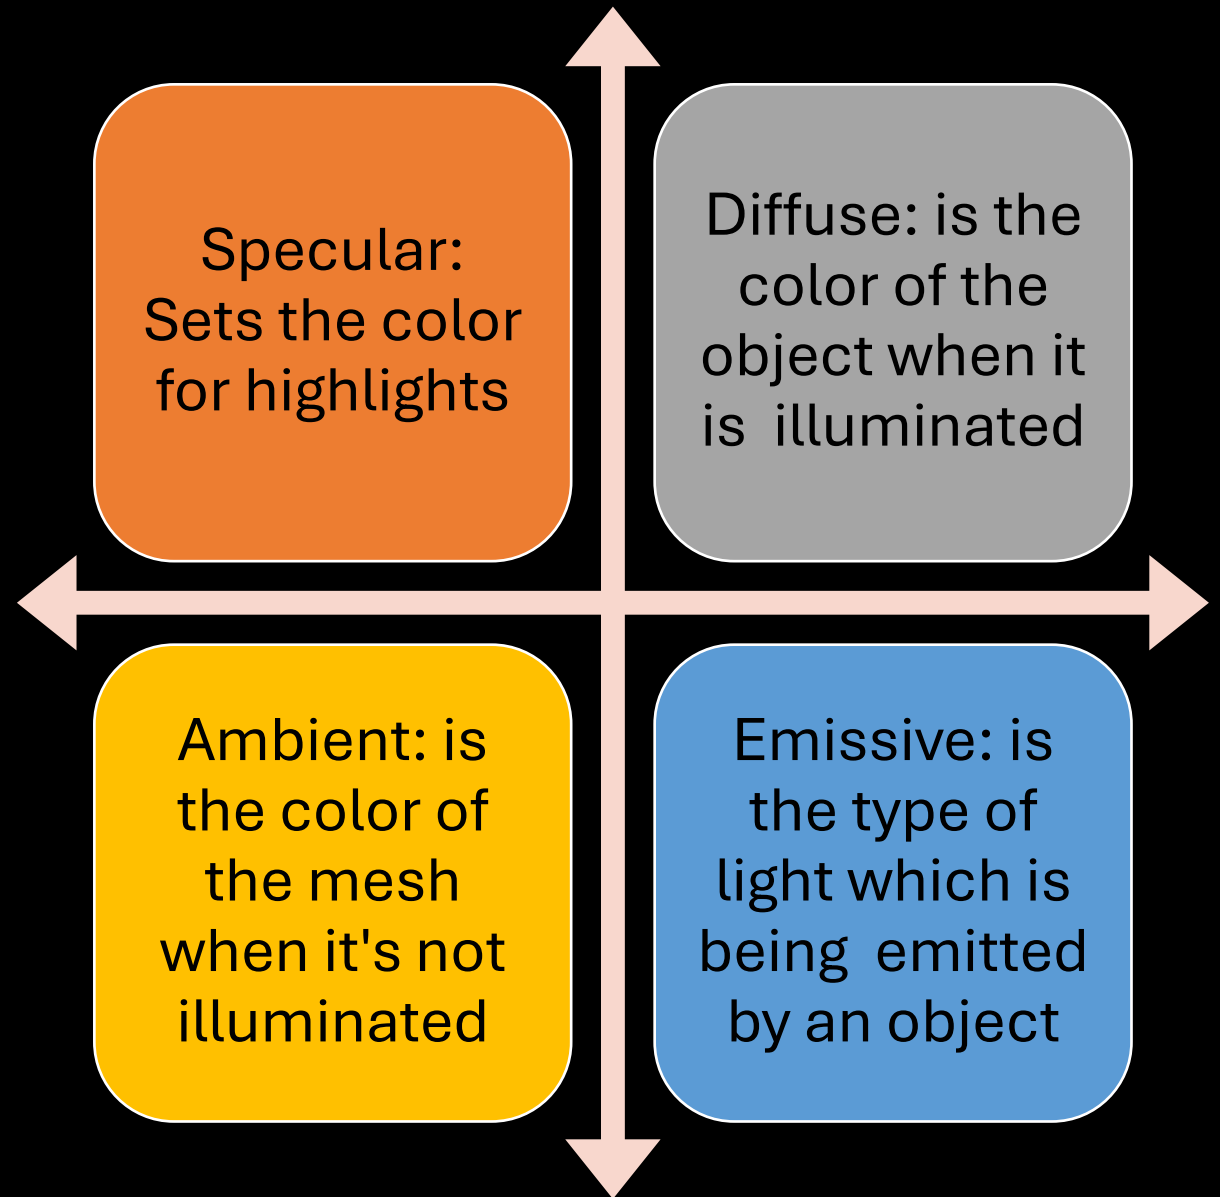 Specular:
Sets the color
for highlights
Diffuse: is the
color of the
object when it
is  illuminated
Ambient: is
the color of
the mesh
when it's not
illuminated
Emissive: is
the type of
light which is
being  emitted
by an object